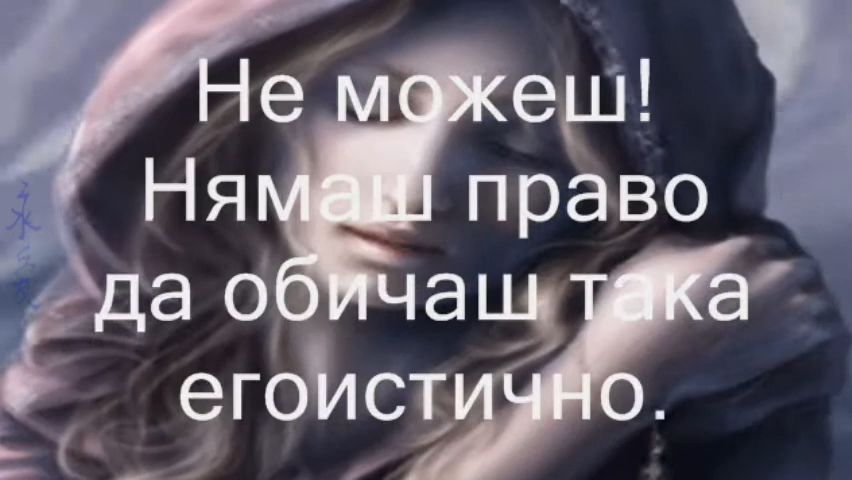 Не можеш!
Нямаш право
да обичаш така
егоистично.